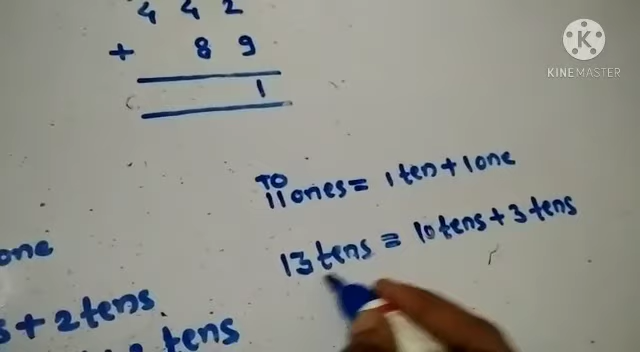 4 4 2
+ 8 9
1
K
KINEMASTER
TO
11 ones = 1 ten + 1 one
13 tens = 10 tens + 3 tens
one
+ 2 tens
tens